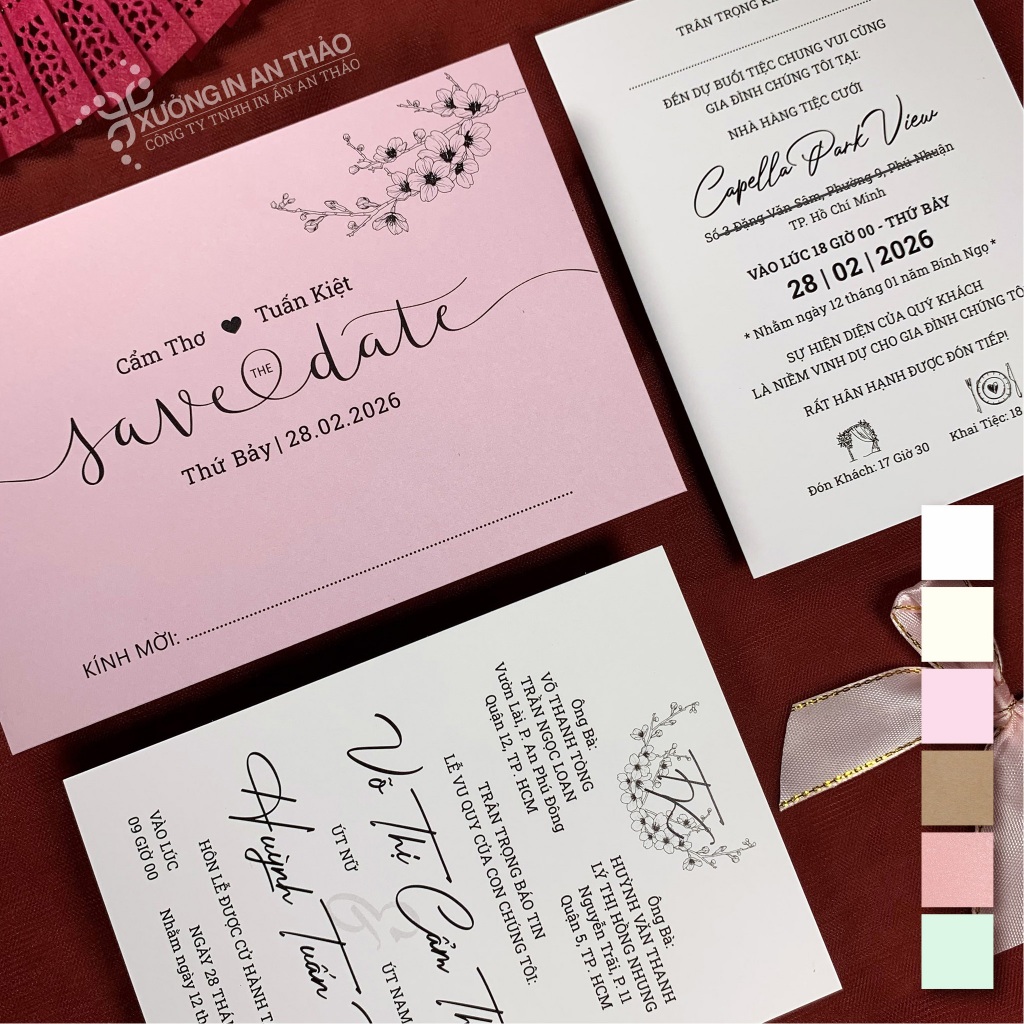 XƯỞNG IN AN THẢO
CÔNG TY TNHH IN ẤN AN THẢO
Cẩm Thơ Tuấn Kiệt
save THE date
Thứ Bảy | 28.02.2026
KÍNH MỜI:
TRÂN TRỌNG
ĐẾN DỰ BUỔI TIỆC CHUNG VUI CÙNG
GIA ĐÌNH CHÚNG TÔI TẠI:
NHÀ HÀNG TIỆC CƯỚI
Capella Park View
Số 3 Đặng Văn Sâm, Phường 9, Phú Nhuận
TP. Hồ Chí Minh
VÀO LÚC 18 GIỜ 00 - THỨ BẢY
28 | 02 | 2026
* Nhằm ngày 12 tháng 01 năm Bính Ngọ *
SỰ HIỆN DIỆN CỦA QUÝ KHÁCH
LÀ NIỀM VINH DỰ CHO GIA ĐÌNH CHÚNG TÔ
RẤT HÂN HẠNH ĐƯỢC ĐÓN TIẾP!
Đón Khách: 17 Giờ 30
Khai Tiệc: 18
TK
Ông Bà:
VÕ THANH TÒNG
TRẦN NGỌC LOAN
Vườn Lài, P. An Phú Đông
Quận 12, TP. HCM
Ông Bà:
HUỲNH VĂN THANH
LÝ THỊ HỒNG NHUNG
Nguyễn Trãi, P. 11
Quận 5, TP. HCM
TRÂN TRỌNG BÁO TIN
LỄ VU QUY CỦA CON CHÚNG TÔI:
Võ Thị Cẩm Th
ÚT NỮ
&
ÚT NAM
Huỳnh Tuấn
HÔN LỄ ĐƯỢC CỬ HÀNH T
VÀO LÚC
09 GIỜ 00
NGÀY 28 THÁ
Nhằm ngày 12 th